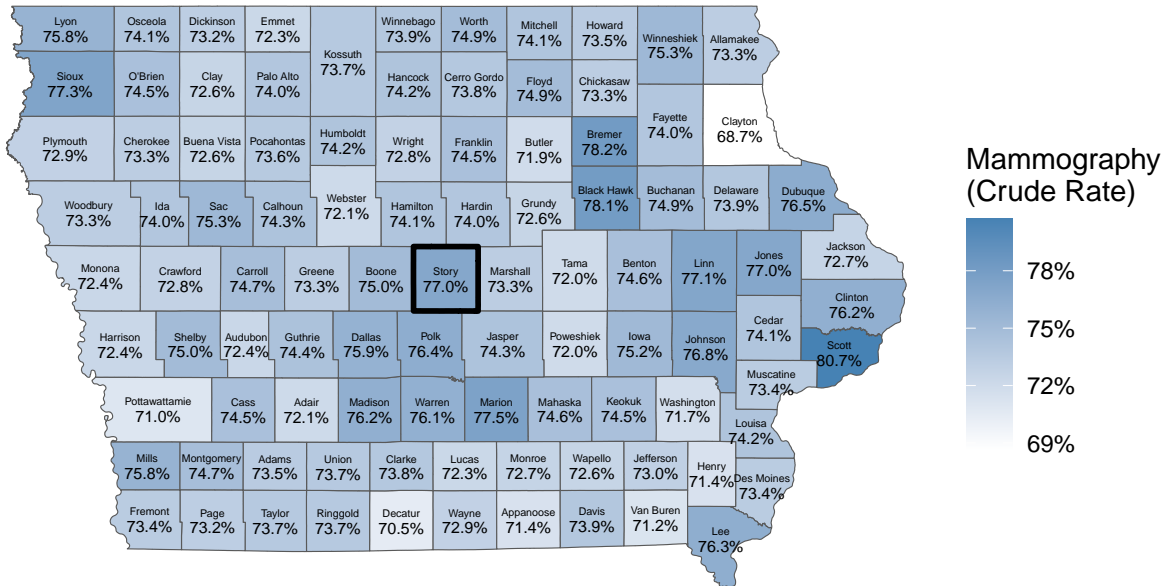 Lyon
75.8%
Osceola
74.1%
Dickinson
73.2%
Emmet
72.3%
Kossuth
73.7%
Winnebago
73.9%
Worth
74.9%
Mitchell
74.1%
Howard
73.5%
Winneshiek
75.3%
Allamakee
73.3%
Sioux
77.3%
O'Brien
74.5%
Clay
72.6%
Palo Alto
74.0%
Hancock
74.2%
Cerro Gordo
73.8%
Floyd
74.9%
Chickasaw
73.3%
Fayette
74.0%
Clayton
68.7%
Plymouth
72.9%
Cherokee
73.3%
Buena Vista
72.6%
Pocahontas
73.6%
Humboldt
74.2%
Wright
72.8%
Franklin
74.5%
Butler
71.9%
Bremer
78.2%
Woodbury
73.3%
Ida
74.0%
Sac
75.3%
Calhoun
74.3%
Webster
72.1%
Hamilton
74.1%
Hardin
74.0%
Grundy
72.6%
Black Hawk
78.1%
Buchanan
74.9%
Delaware
73.9%
Dubuque
76.5%
Monona
72.4%
Crawford
72.8%
Carroll
74.7%
Greene
73.3%
Boone
75.0%
Story
77.0%
Marshall
73.3%
Tama
72.0%
Benton
74.6%
Linn
77.1%
Jones
77.0%
Jackson
72.7%
Clinton
76.2%
Harrison
72.4%
Shelby
75.0%
Audubon
72.4%
Guthrie
74.4%
Dallas
75.9%
Polk
76.4%
Jasper
74.3%
Poweshiek
72.0%
Iowa
75.2%
Johnson
76.8%
Cedar
74.1%
Scott
80.7%
Muscatine
73.4%
Pottawattamie
71.0%
Cass
74.5%
Adair
72.1%
Madison
76.2%
Warren
76.1%
Marion
77.5%
Mahaska
74.6%
Keokuk
74.5%
Washington
71.7%
Louisa
74.2%
Mills
75.8%
Montgomery
74.7%
Adams
73.5%
Union
73.7%
Clarke
73.8%
Lucas
72.3%
Monroe
72.7%
Wapello
72.6%
Jefferson
73.0%
Henry
71.4%
Des Moines
73.4%
Fremont
73.4%
Page
73.2%
Taylor
73.7%
Ringgold
73.7%
Decatur
70.5%
Wayne
72.9%
Appanoose
71.4%
Davis
73.9%
Van Buren
71.2%
Lee
76.3%
Mammography
(Crude Rate)
78%
75%
72%
69%